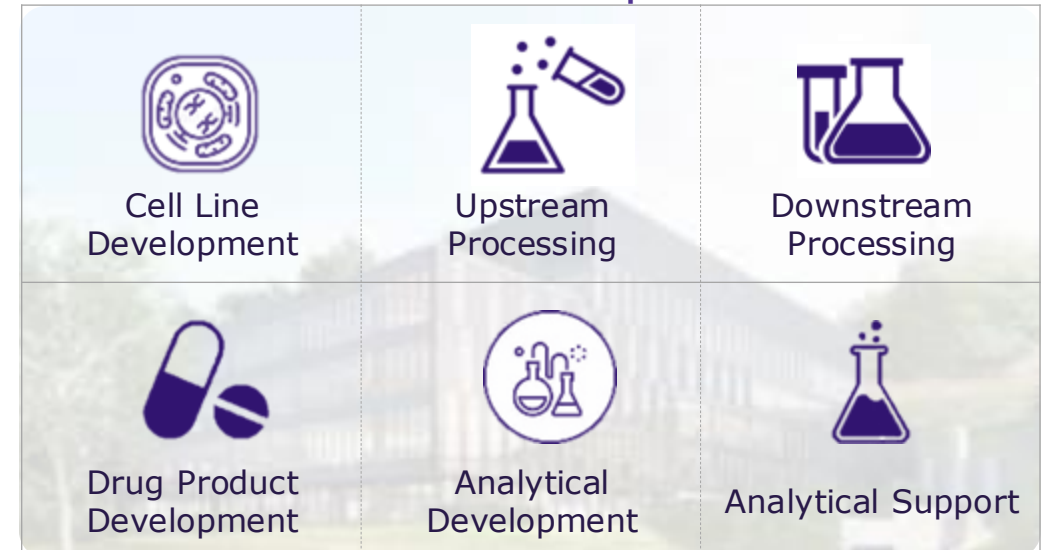 Cell Line
Development
Upstream
Processing
Downstream
Processing
Drug Product
Development
Analytical
Development
Analytical Support